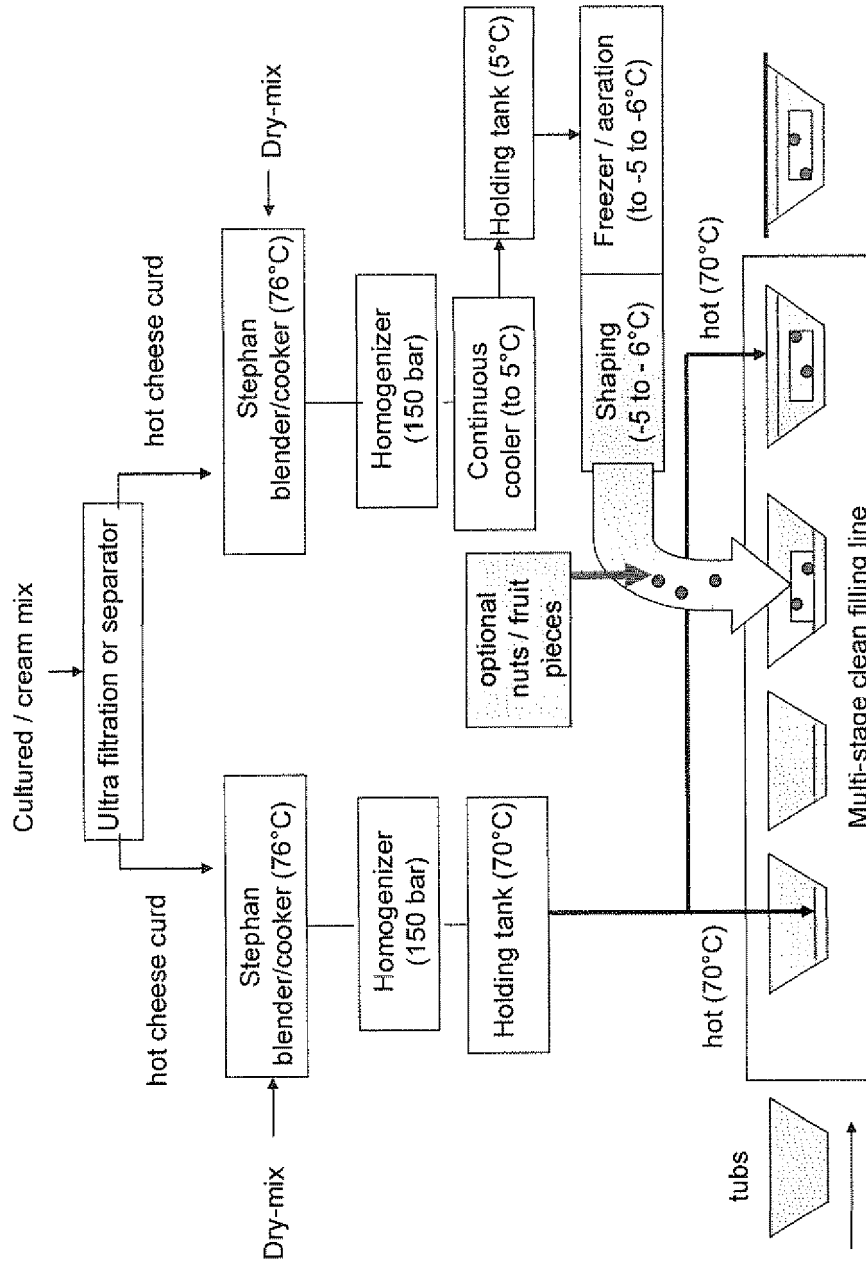 Cultured / cream mix
Ultra filtration or separator
hot cheese curd
hot cheese curd
Dry-mix
Stephan
blender/cooker (76°C)
Stephan
blender/cooker (76°C)
Dry-mix
Homogenizer
(150 bar)
Homogenizer
(150 bar)
Holding tank (70°C)
Continuous
cooler (to 5°C)
Holding tank (5°C)
optional
nuts / fruit
pieces
Shaping
(-5 to - 6°C)
Freezer / aeration
(to -5 to -6°C)
hot (70°C)
hot (70°C)
tubs
Multi-stage clean filling line